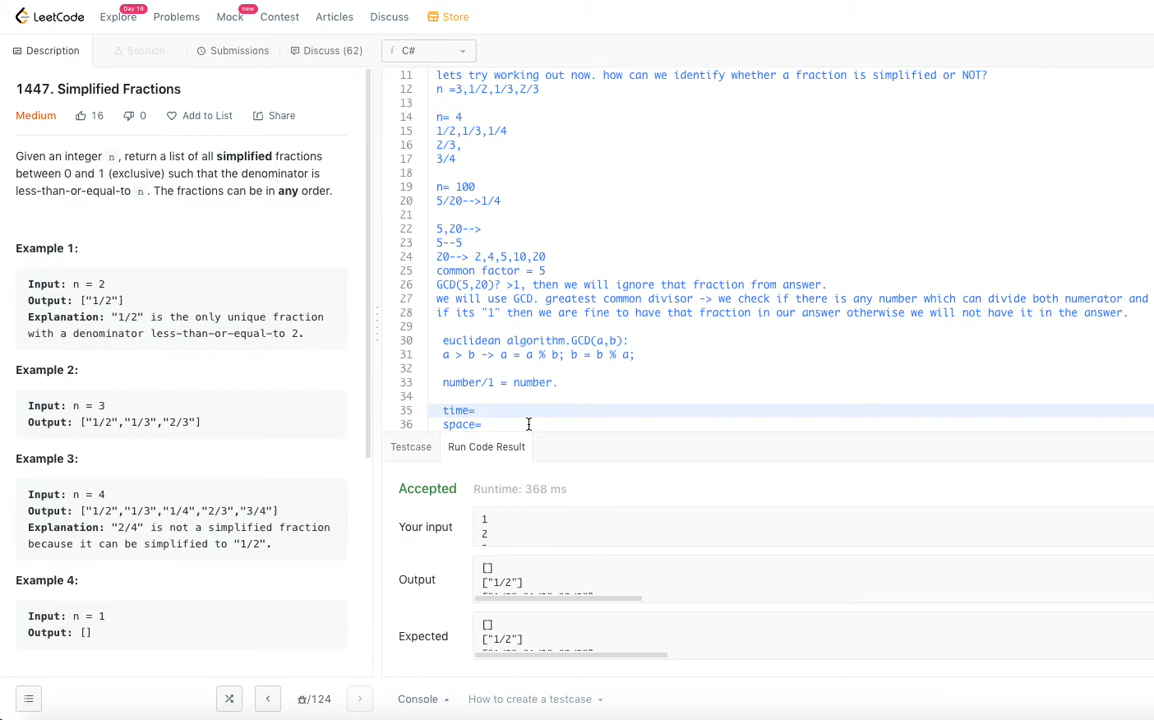 LeetCode Explore Day 16 Problems Mock new Contest Articles Discuss Store
Description Solution Submissions Discuss (62) i C#
1447. Simplified Fractions
Medium 16 0 Add to List Share
Given an integer n , return a list of all simplified fractions
between 0 and 1 (exclusive) such that the denominator is
less-than-or-equal-to n . The fractions can be in any order.
Example 1:
Input: n = 2
Output: ["1/2"]
Explanation: "1/2" is the only unique fraction
with a denominator less-than-or-equal-to 2.
Example 2:
Input: n = 3
Output: ["1/2","1/3","2/3"]
Example 3:
Input: n = 4
Output: ["1/2","1/3","1/4","2/3","3/4"]
Explanation: "2/4" is not a simplified fraction
because it can be simplified to "1/2".
Example 4:
Input: n = 1
Output: []
/124
11 lets try working out now. how can we identify whether a fraction is simplified or NOT?
12 n =3,1/2,1/3,2/3
13
14 n= 4
15 1/2,1/3,1/4
16 2/3,
17 3/4
18
19 n= 100
20 5/20-->1/4
21
22 5,20-->
23 5--5
24 20--> 2,4,5,10,20
25 common factor = 5
26 GCD(5,20)? >1, then we will ignore that fraction from answer.
27 we will use GCD. greatest common divisor -> we check if there is any number which can divide both numerator and
28 if its "1" then we are fine to have that fraction in our answer otherwise we will not have it in the answer.
29
30 euclidean algorithm.GCD(a,b):
31 a > b -> a = a % b; b = b % a;
32
33 number/1 = number.
34
35 time=
36 space=
Testcase Run Code Result
Accepted Runtime: 368 ms
Your input
1
2
Output
[]
["1/2"]
Expected
[]
["1/2"]
Console How to create a testcase